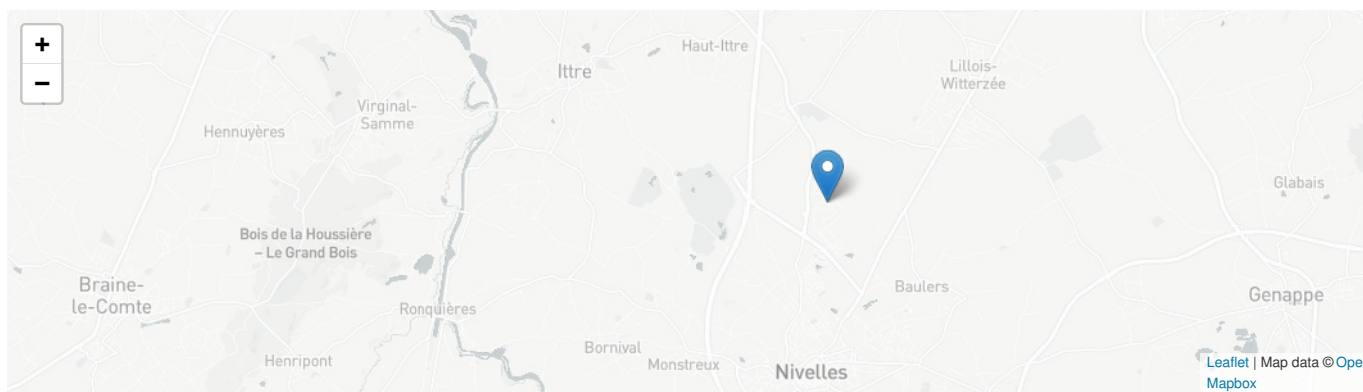 +
−
Haut-Ittre
Ittre
Lillois-
Witterzée
Virginal-
Samme
Hennuyères
Glabais
Bois de la Houssière
– Le Grand Bois
Braine-
le-Comte
Baulers
Genappe
Ronquières
Bornival
Henripont
Monstreux
Nivelles
Leaflet | Map data © Ope
Mapbox